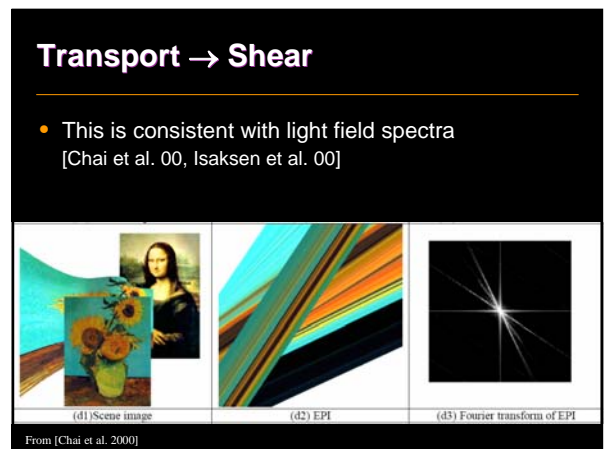 Transport → Shear
• This is consistent with light field spectra
[Chai et al. 00, Isaksen et al. 00]
(d1)Scene image
(d2) EPI
(d3) Fourier transform of EPI
From [Chai et al. 2000]